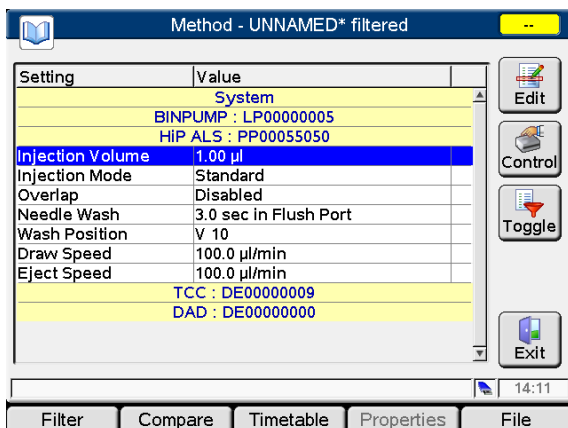 Method - UNNAMED* filtered
--
Setting Value
System
BINPUMP : LP00000005
HiP ALS : PP00055050
Injection Volume 1.00 µl
Injection Mode Standard
Overlap Disabled
Needle Wash 3.0 sec in Flush Port
Wash Position V 10
Draw Speed 100.0 µl/min
Eject Speed 100.0 µl/min
TCC : DE00000009
DAD : DE00000000
Edit
Control
Toggle
Exit
14:11
Filter Compare Timetable Properties File